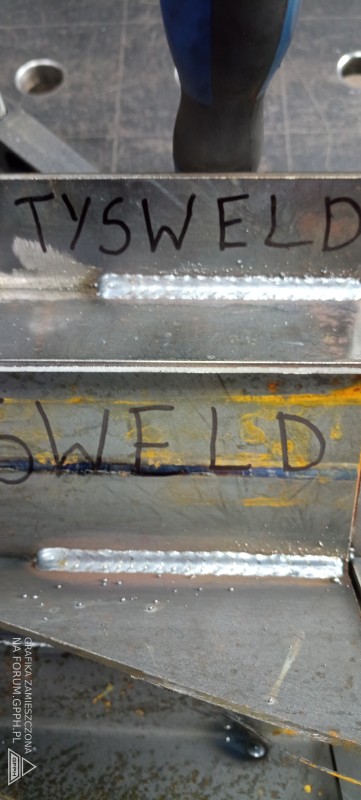 TYSWELD
SWELD
GRAFIKA ZAMIESZCZONA
NA FORUM.GPPH.PL